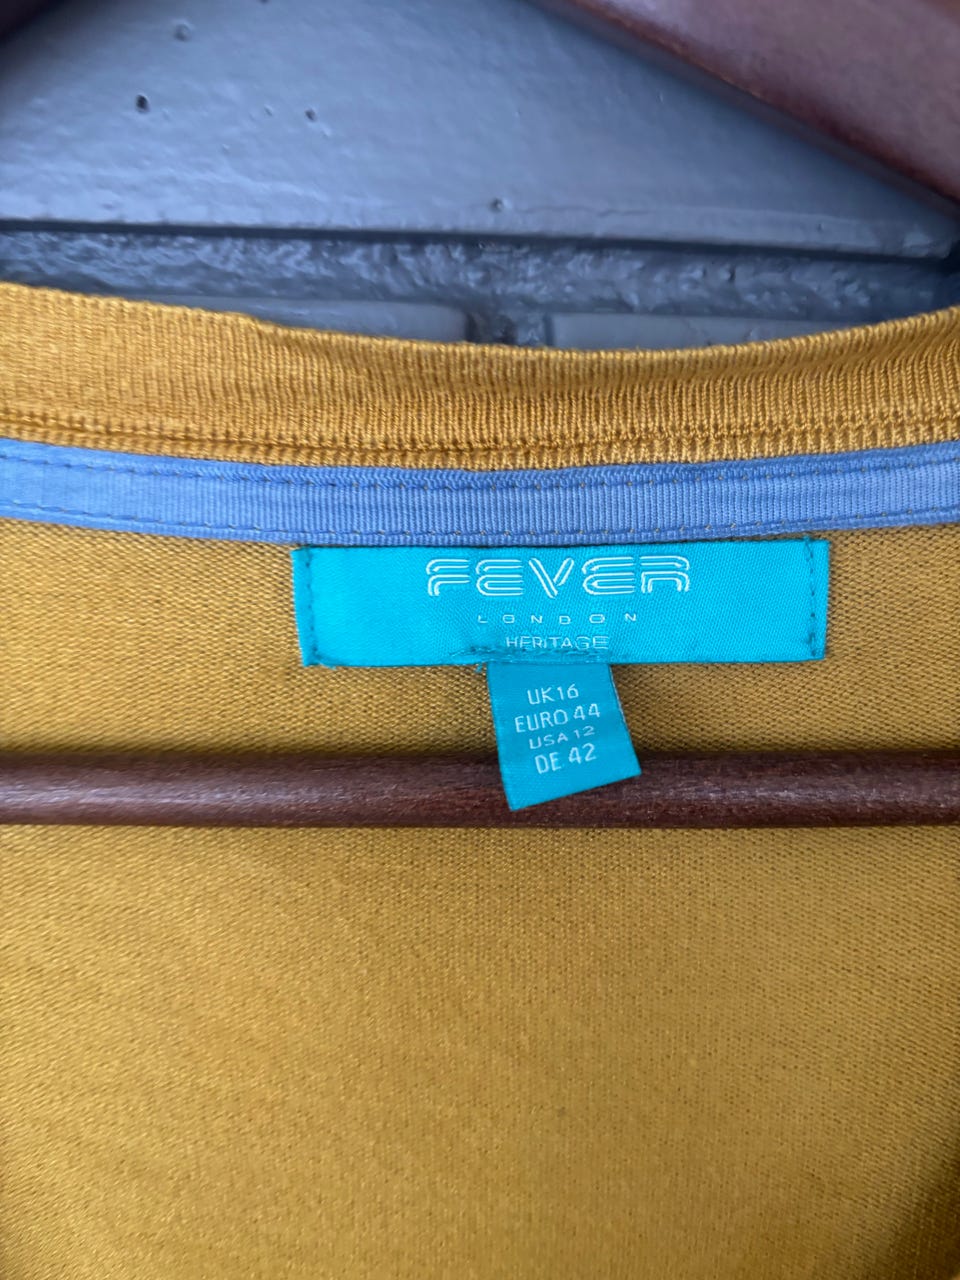 FEVER
LONDON
HERITAGE
UK16
EURO 44
USA 12
DE 42